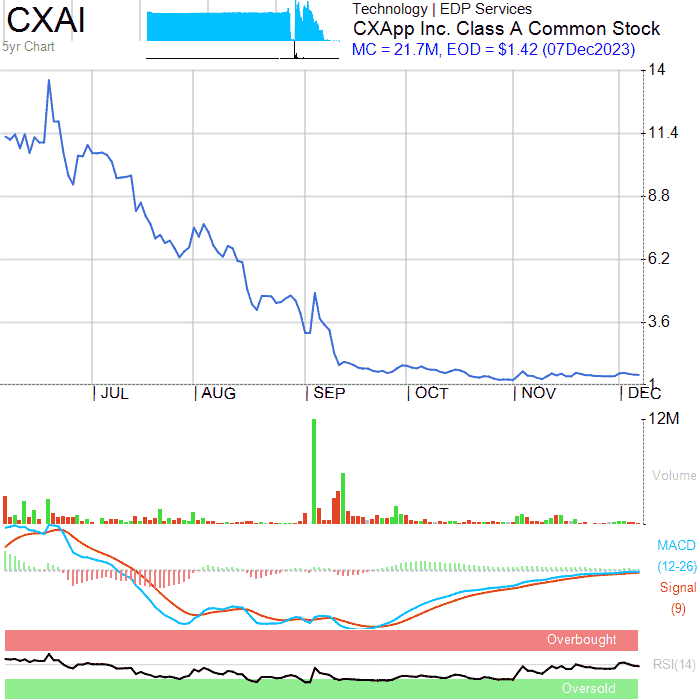 CXAI
5yr Chart
Technology | EDP Services
CXApp Inc. Class A Common Stock
MC = 21.7M, EOD = $1.42 (07Dec2023)
14
11.4
8.8
6.2
3.6
1
JUL
AUG
SEP
OCT
NOV
DEC
12M
Volume
MACD
(12-26)
Signal
(9)
Overbought
RSI(14)
Oversold